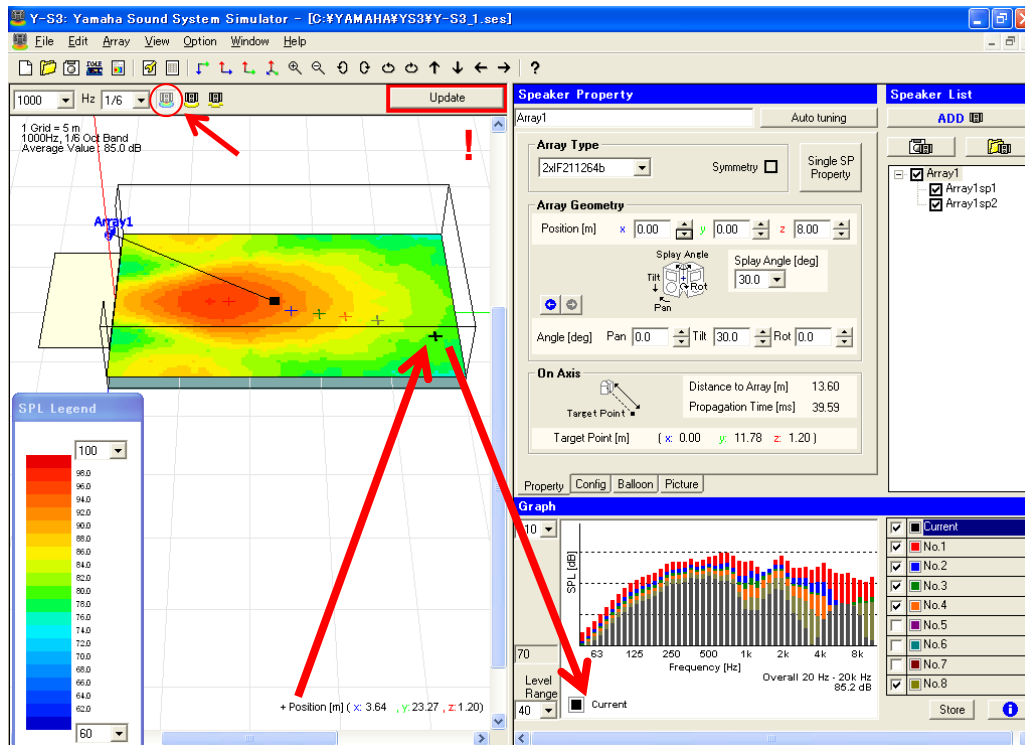 Y-S3: Yamaha Sound System Simulator - [C:¥YAMAHA¥YS3¥Y-S3_1.ses]
File Edit Array View Option Window Help
?
1000 Hz 1/6 Update
1 Grid = 5 m
1000Hz, 1/6 Oct Band
Average Value : 85.0 dB
!
Array1
SPL Legend
100
98.0
96.0
94.0
92.0
90.0
88.0
86.0
84.0
82.0
80.0
78.0
76.0
74.0
72.0
70.0
68.0
66.0
64.0
62.0
60
+ Position [m] ( x: 3.64 , y: 23.27, z:1.20)
Speaker Property
Array1 Auto tuning
Array Type
2xIF211264b Symmetry Single SP Property
Array Geometry
Position [m] x 0.00 y 0.00 z 8.00
Splay Angle
Tilt Rot
Pan
Splay Angle [deg]
30.0
Angle [deg] Pan 0.0 Tilt 30.0 Rot 0.0
On Axis
Target Point
Distance to Array [m] 13.60
Propagation Time [ms] 39.59
Target Point [m] ( x: 0.00 y: 11.78 z: 1.20 )
Property Config Balloon Picture
Speaker List
ADD
Array1
Array1sp1
Array1sp2
Graph
10
SPL [dB]
70
63 125 250 500 1k 2k 4k 8k
Frequency [Hz]
Overall 20 Hz - 20k Hz
85.2 dB
Level Range
40
Current
Current
No.1
No.2
No.3
No.4
No.5
No.6
No.7
No.8
Store